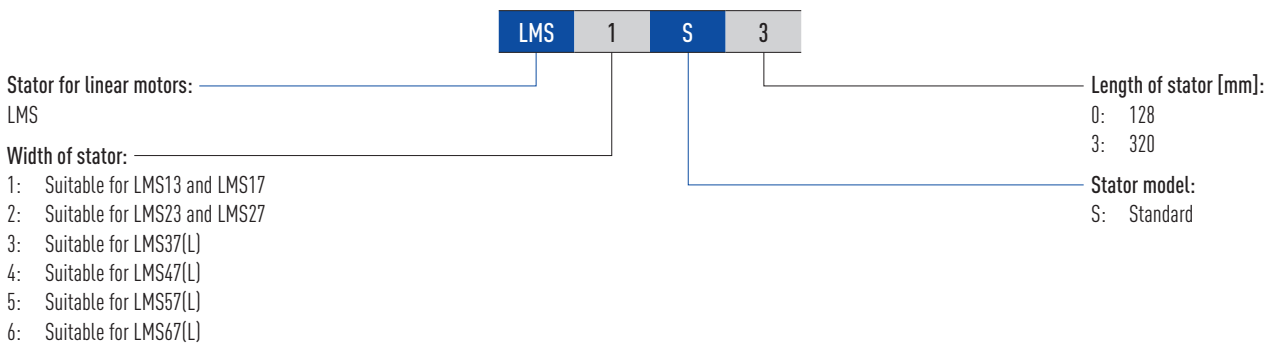 LMS 1 S 3
Stator for linear motors:
LMS
Width of stator:
1: Suitable for LMS13 and LMS17
2: Suitable for LMS23 and LMS27
3: Suitable for LMS37(L)
4: Suitable for LMS47(L)
5: Suitable for LMS57(L)
6: Suitable for LMS67(L)
Length of stator [mm]:
0: 128
3: 320
Stator model:
S: Standard